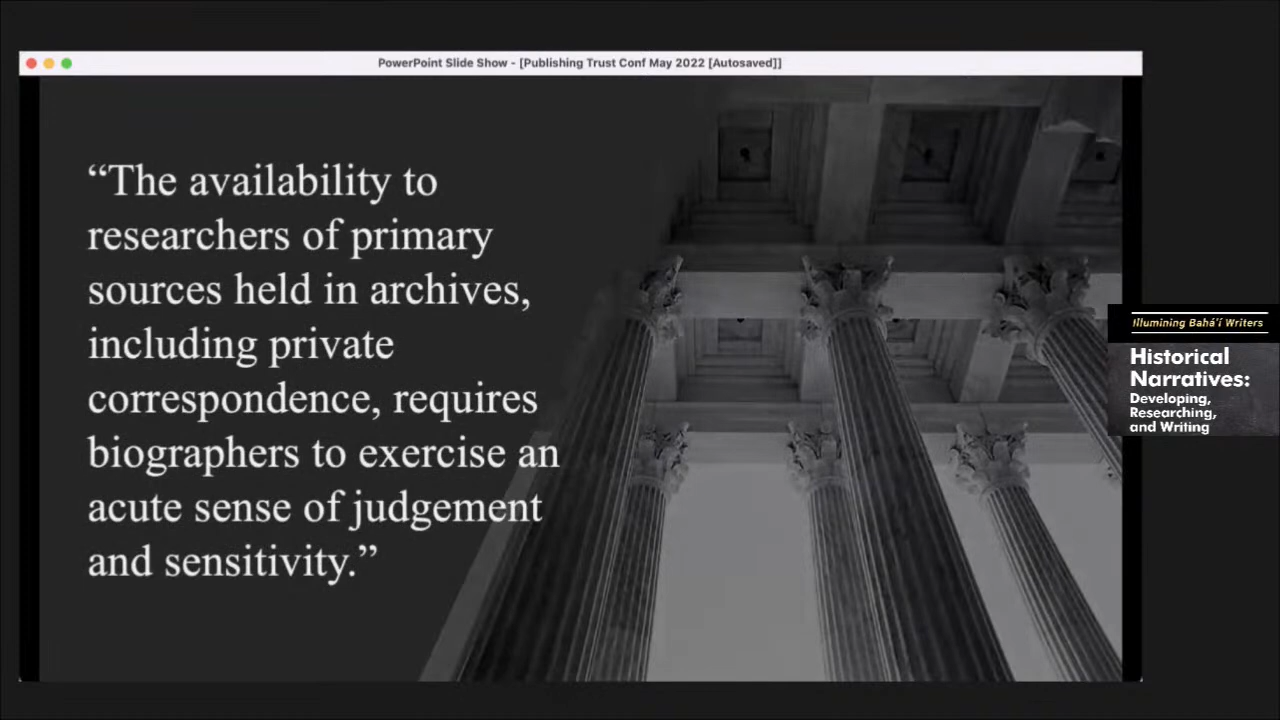 PowerPoint Slide Show - [Publishing Trust Conf May 2022 [Autosaved]]
“The availability to
researchers of primary
sources held in archives,
including private
correspondence, requires
biographers to exercise an
acute sense of judgement
and sensitivity.”
Illumining Bahá’í Writers
Historical
Narratives:
Developing,
Researching,
and Writing